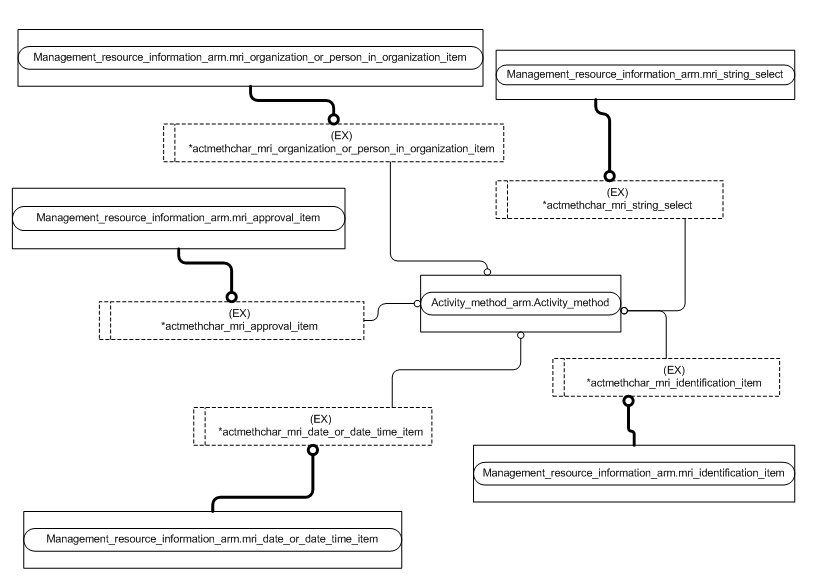 Management_resource_information_arm.mri_organization_or_person_in_organization_item
Management_resource_information_arm.mri_string_select
(EX)
*actmethchar_mri_organization_or_person_in_organization_item
(EX)
*actmethchar_mri_string_select
Management_resource_information_arm.mri_approval_item
Activity_method_arm.Activity_method
(EX)
*actmethchar_mri_approval_item
(EX)
*actmethchar_mri_identification_item
(EX)
*actmethchar_mri_date_or_date_time_item
Management_resource_information_arm.mri_identification_item
Management_resource_information_arm.mri_date_or_date_time_item